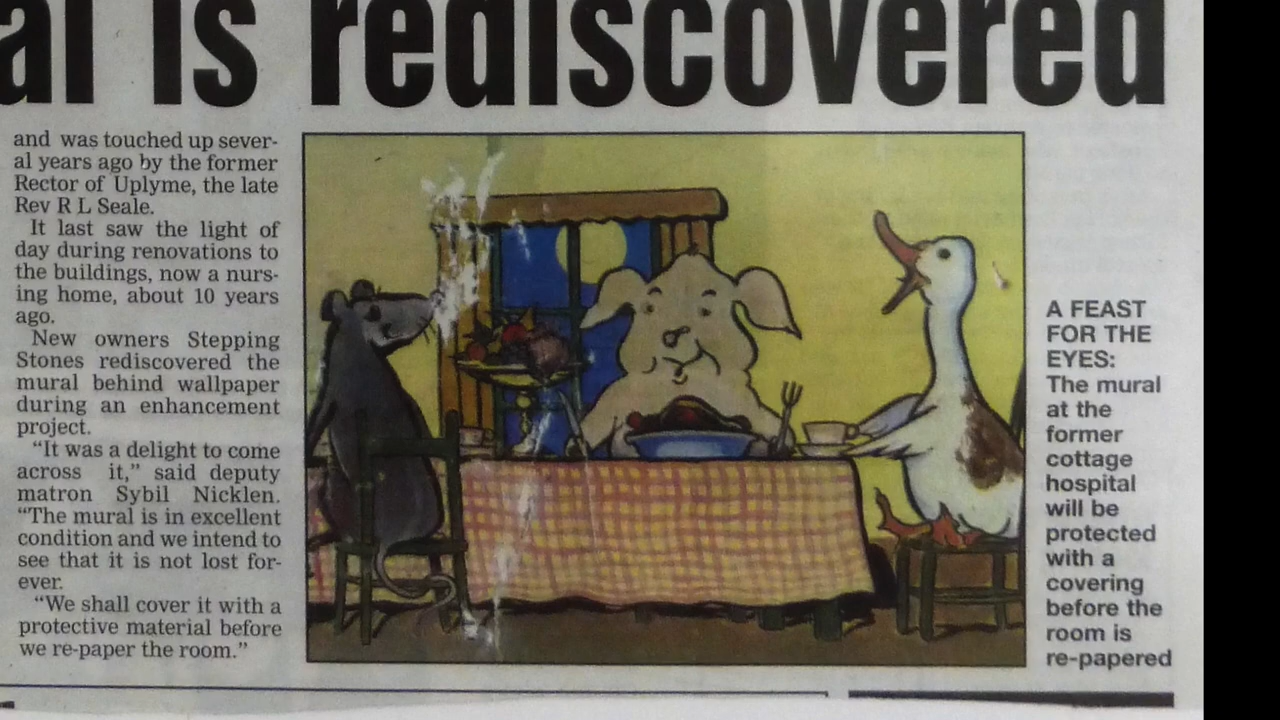 al is rediscovered
and was touched up sever-
al years ago by the former
Rector of Uplyme, the late
Rev R L Seale.
It last saw the light of
day during renovations to
the buildings, now a nurs-
ing home, about 10 years
ago.
New owners Stepping
Stones rediscovered the
mural behind wallpaper
during an enhancement
project.
“It was a delight to come
across it,” said deputy
matron Sybil Nicklen.
“The mural is in excellent
condition and we intend to
see that it is not lost for-
ever.
“We shall cover it with a
protective material before
we re-paper the room.”
A FEAST
FOR THE
EYES:
The mural
at the
former
cottage
hospital
will be
protected
with a
covering
before the
room is
re-papered